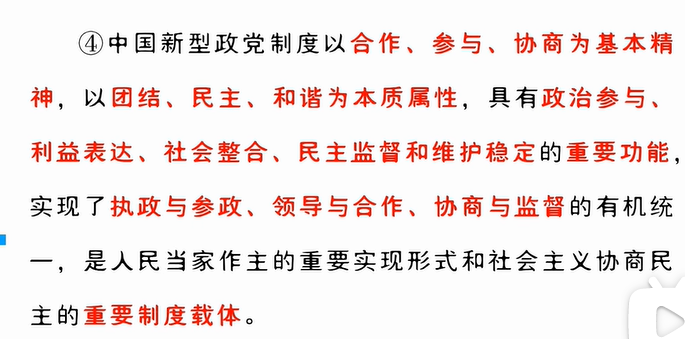 ④中国新型政党制度以合作、参与、协商为基本精
神，以团结、民主、和谐为本质属性，具有政治参与、
利益表达、社会整合、民主监督和维护稳定的重要功能，
实现了执政与参政、领导与合作、协商与监督的有机统
一，是人民当家作主的重要实现形式和社会主义协商民
主的重要制度载体。